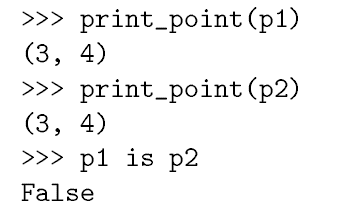 >>> print_point(p1)
(3, 4)
>>> print_point(p2)
(3, 4)
>>> p1 is p2
False